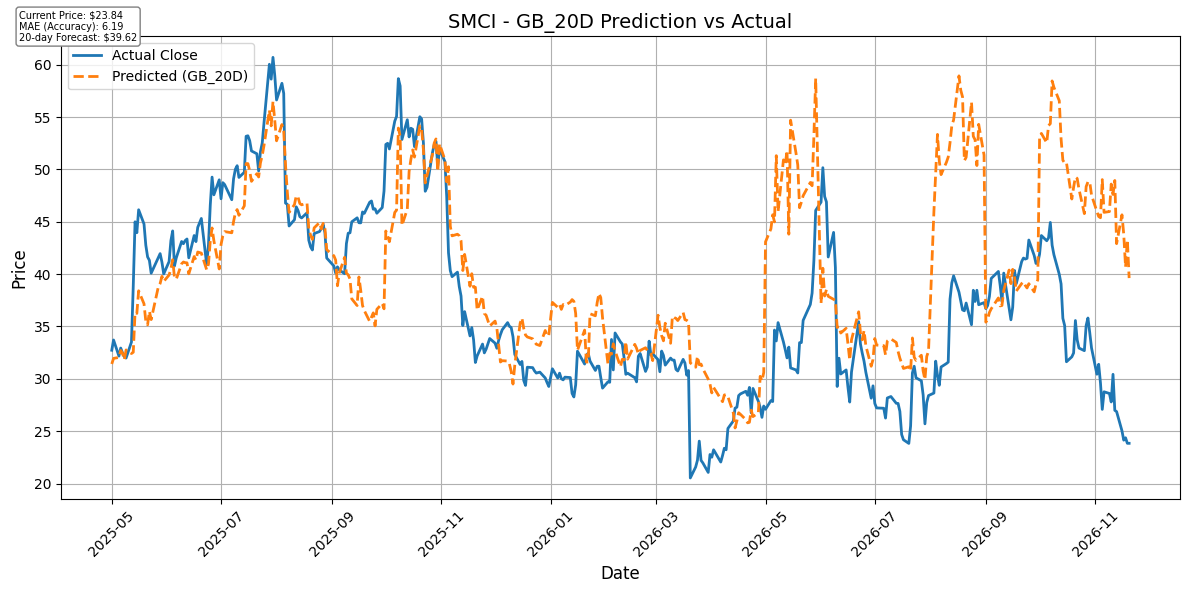 Current Price: $23.84
MAE (Accuracy): 6.19
20-day Forecast: $39.62
SMCI - GB_20D Prediction vs Actual
Actual Close
Predicted (GB_20D)
Price
60
55
50
45
40
35
30
25
20
2025-05
2025-07
2025-09
2025-11
2026-01
2026-03
2026-05
2026-07
2026-09
2026-11
Date